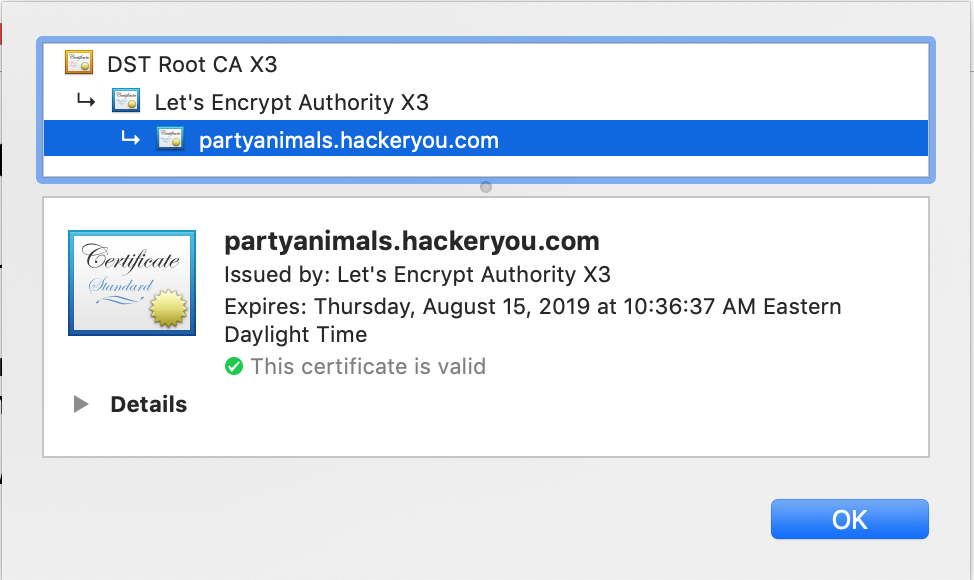 DST Root CA X3
Let's Encrypt Authority X3
partyanimals.hackeryou.com
Certificate
Standard
partyanimals.hackeryou.com
Issued by: Let's Encrypt Authority X3
Expires: Thursday, August 15, 2019 at 10:36:37 AM Eastern
Daylight Time
This certificate is valid
Details
OK